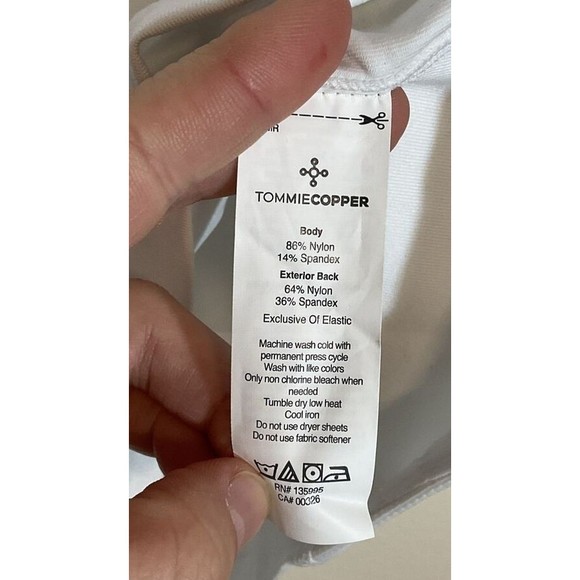 TOMMIECOPPER
Body
86% Nylon
14% Spandex
Exterior Back
64% Nylon
36% Spandex
Exclusive Of Elastic
Machine wash cold with
permanent press cycle
Wash with like colors
Only non chlorine bleach when
needed
Tumble dry low heat
Cool iron
Do not use dryer sheets
Do not use fabric softener
RN# 135995
CA# 00326